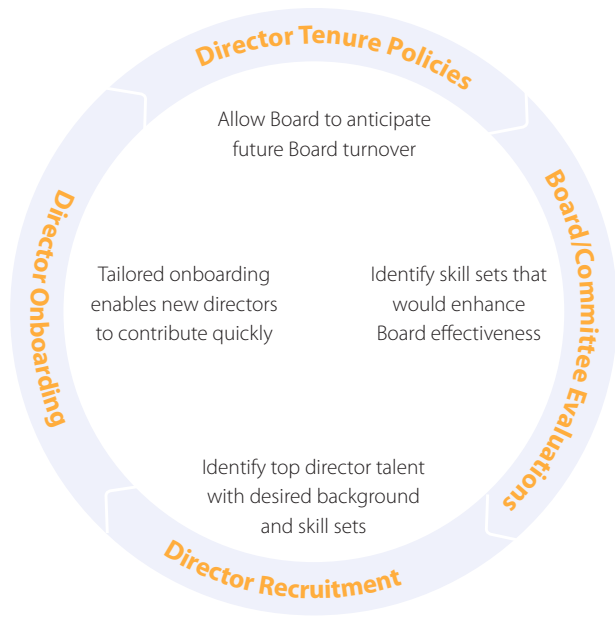 Director Tenure Policies
Allow Board to anticipate
future Board turnover
Board/Committee Evaluations
Identify skill sets that
would enhance
Board effectiveness
Director Recruitment
Identify top director talent
with desired background
and skill sets
Director Onboarding
Tailored onboarding
enables new directors
to contribute quickly